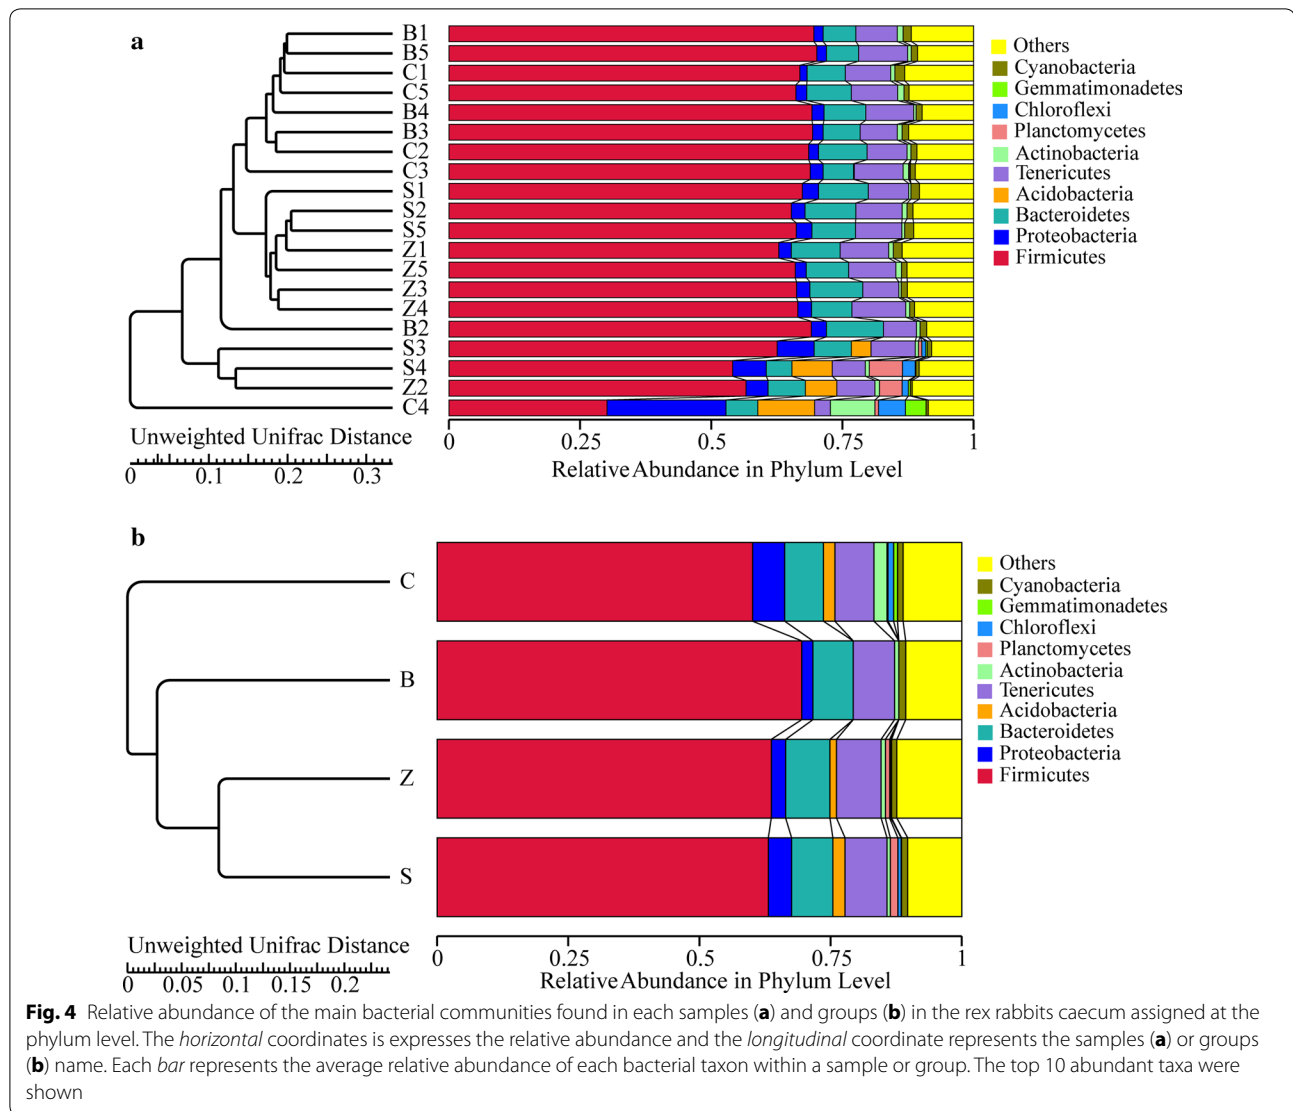 a
B1
B5
C1
C5
B4
B3
C2
C3
S1
S2
S5
Z1
Z5
Z3
Z4
B2
S3
S4
Z2
C4
Others
Cyanobacteria
Gemmatimonadetes
Chloroflexi
Planctomycetes
Actinobacteria
Tenericutes
Acidobacteria
Bacteroidetes
Proteobacteria
Firmicutes
Unweighted Unifrac Distance
0 0.1 0.2 0.3
0 0.25 0.5 0.75 1
Relative Abundance in Phylum Level
b
C
B
Z
S
Others
Cyanobacteria
Gemmatimonadetes
Chloroflexi
Planctomycetes
Actinobacteria
Tenericutes
Acidobacteria
Bacteroidetes
Proteobacteria
Firmicutes
Unweighted Unifrac Distance
0 0.05 0.1 0.15 0.2
0 0.25 0.5 0.75 1
Relative Abundance in Phylum Level
Fig. 4 Relative abundance of the main bacterial communities found in each samples (a) and groups (b) in the rex rabbits caecum assigned at the
phylum level. The horizontal coordinates is expresses the relative abundance and the longitudinal coordinate represents the samples (a) or groups
(b) name. Each bar represents the average relative abundance of each bacterial taxon within a sample or group. The top 10 abundant taxa were
shown